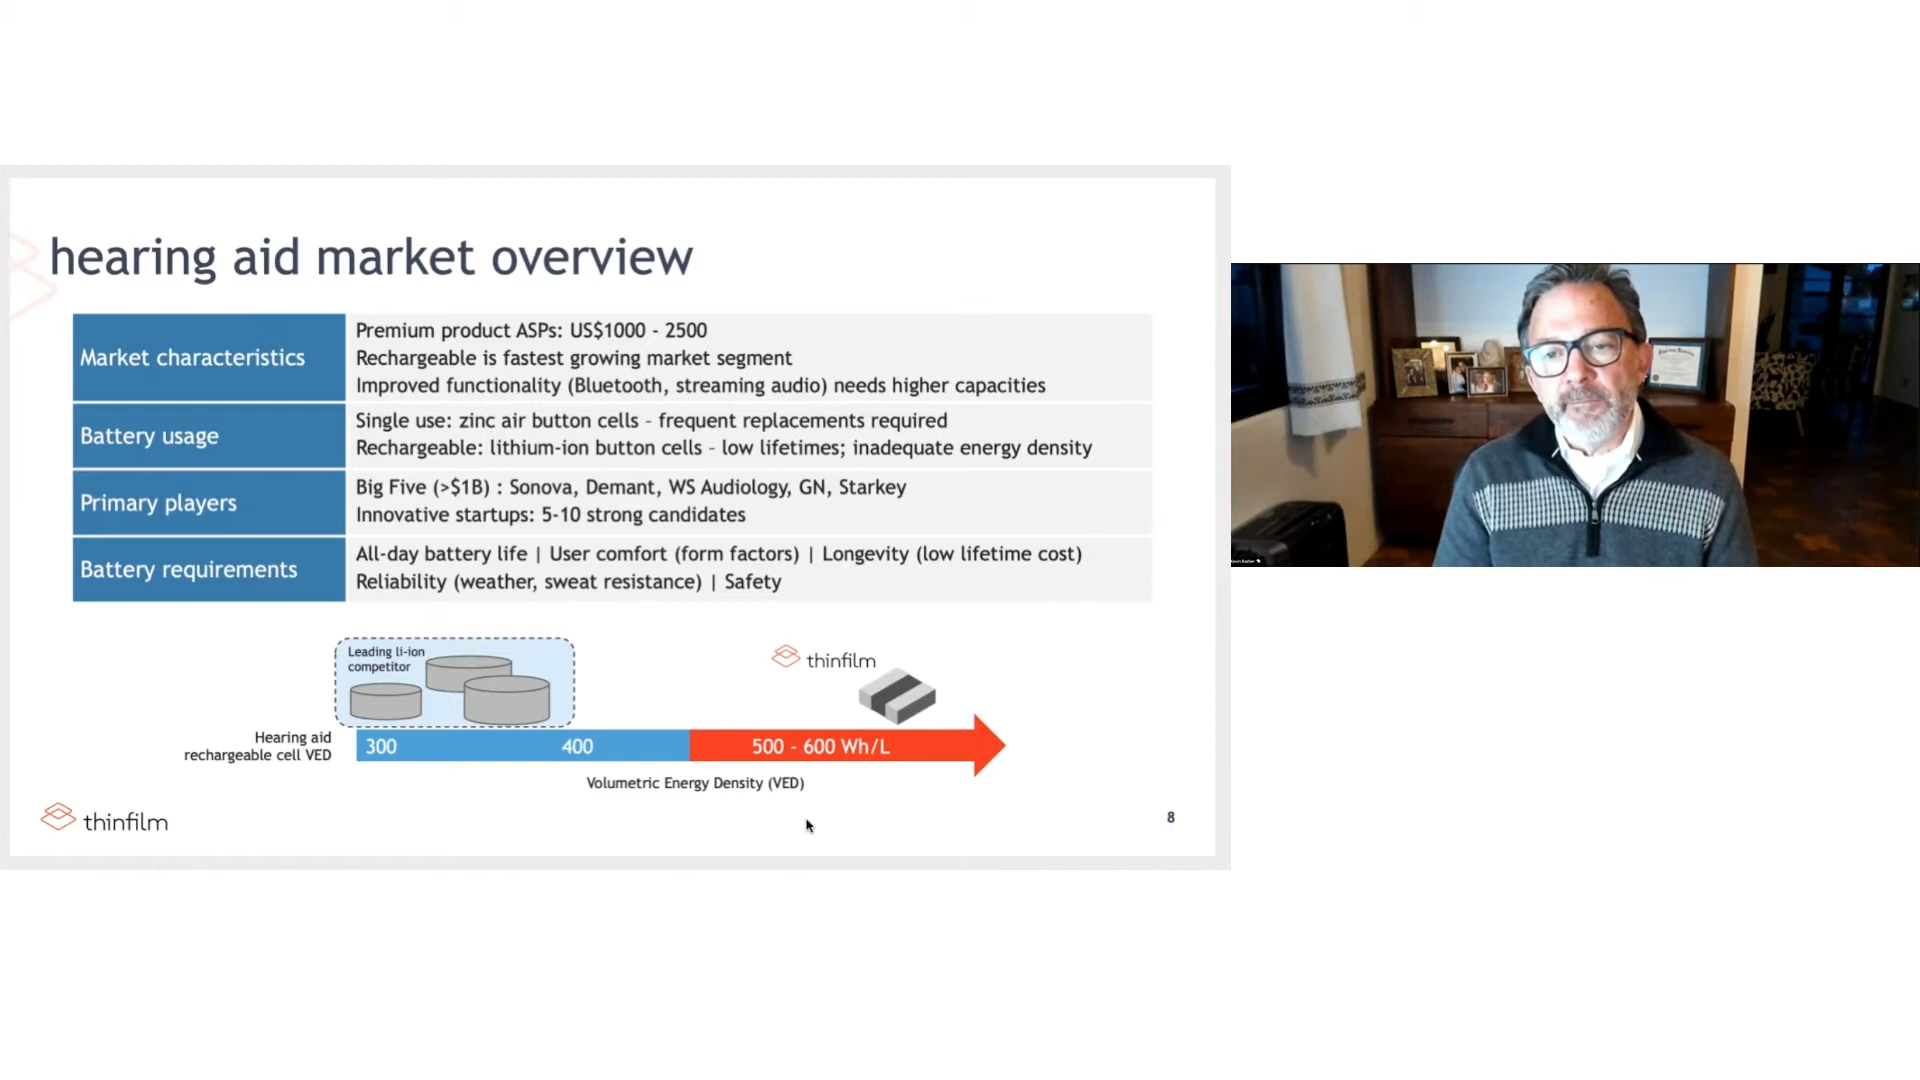 hearing aid market overview
Market characteristics
Premium product ASPs: US$1000 - 2500
Rechargeable is fastest growing market segment
Improved functionality (Bluetooth, streaming audio) needs higher capacities
Battery usage
Single use: zinc air button cells – frequent replacements required
Rechargeable: lithium-ion button cells – low lifetimes; inadequate energy density
Primary players
Big Five (>$1B) : Sonova, Demant, WS Audiology, GN, Starkey
Innovative startups: 5-10 strong candidates
Battery requirements
All-day battery life | User comfort (form factors) | Longevity (low lifetime cost)
Reliability (weather, sweat resistance) | Safety
Leading li-ion
competitor
thinfilm
Hearing aid
rechargeable cell VED
300
400
500 - 600 Wh/L
Volumetric Energy Density (VED)
thinfilm
8